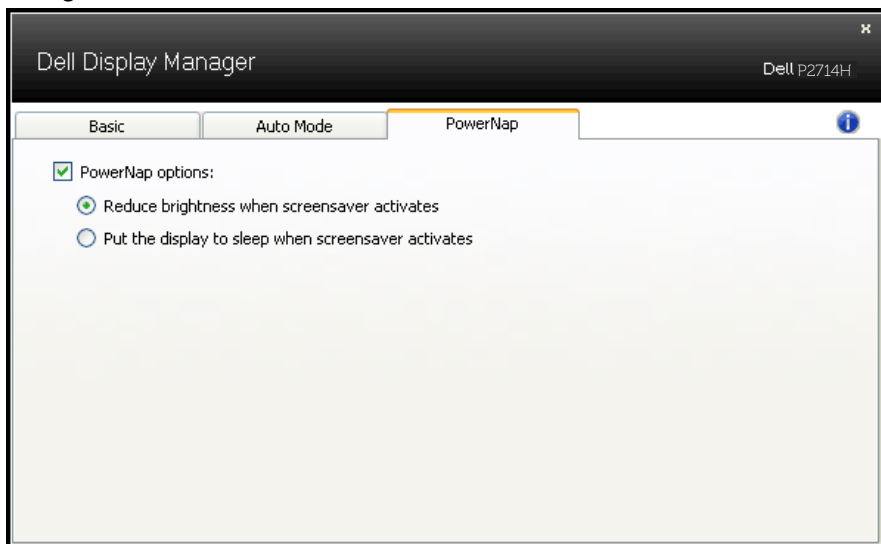 x
Dell Display Manager
Dell P2714H
Basic Auto Mode PowerNap
PowerNap options:
Reduce brightness when screensaver activates
Put the display to sleep when screensaver activates